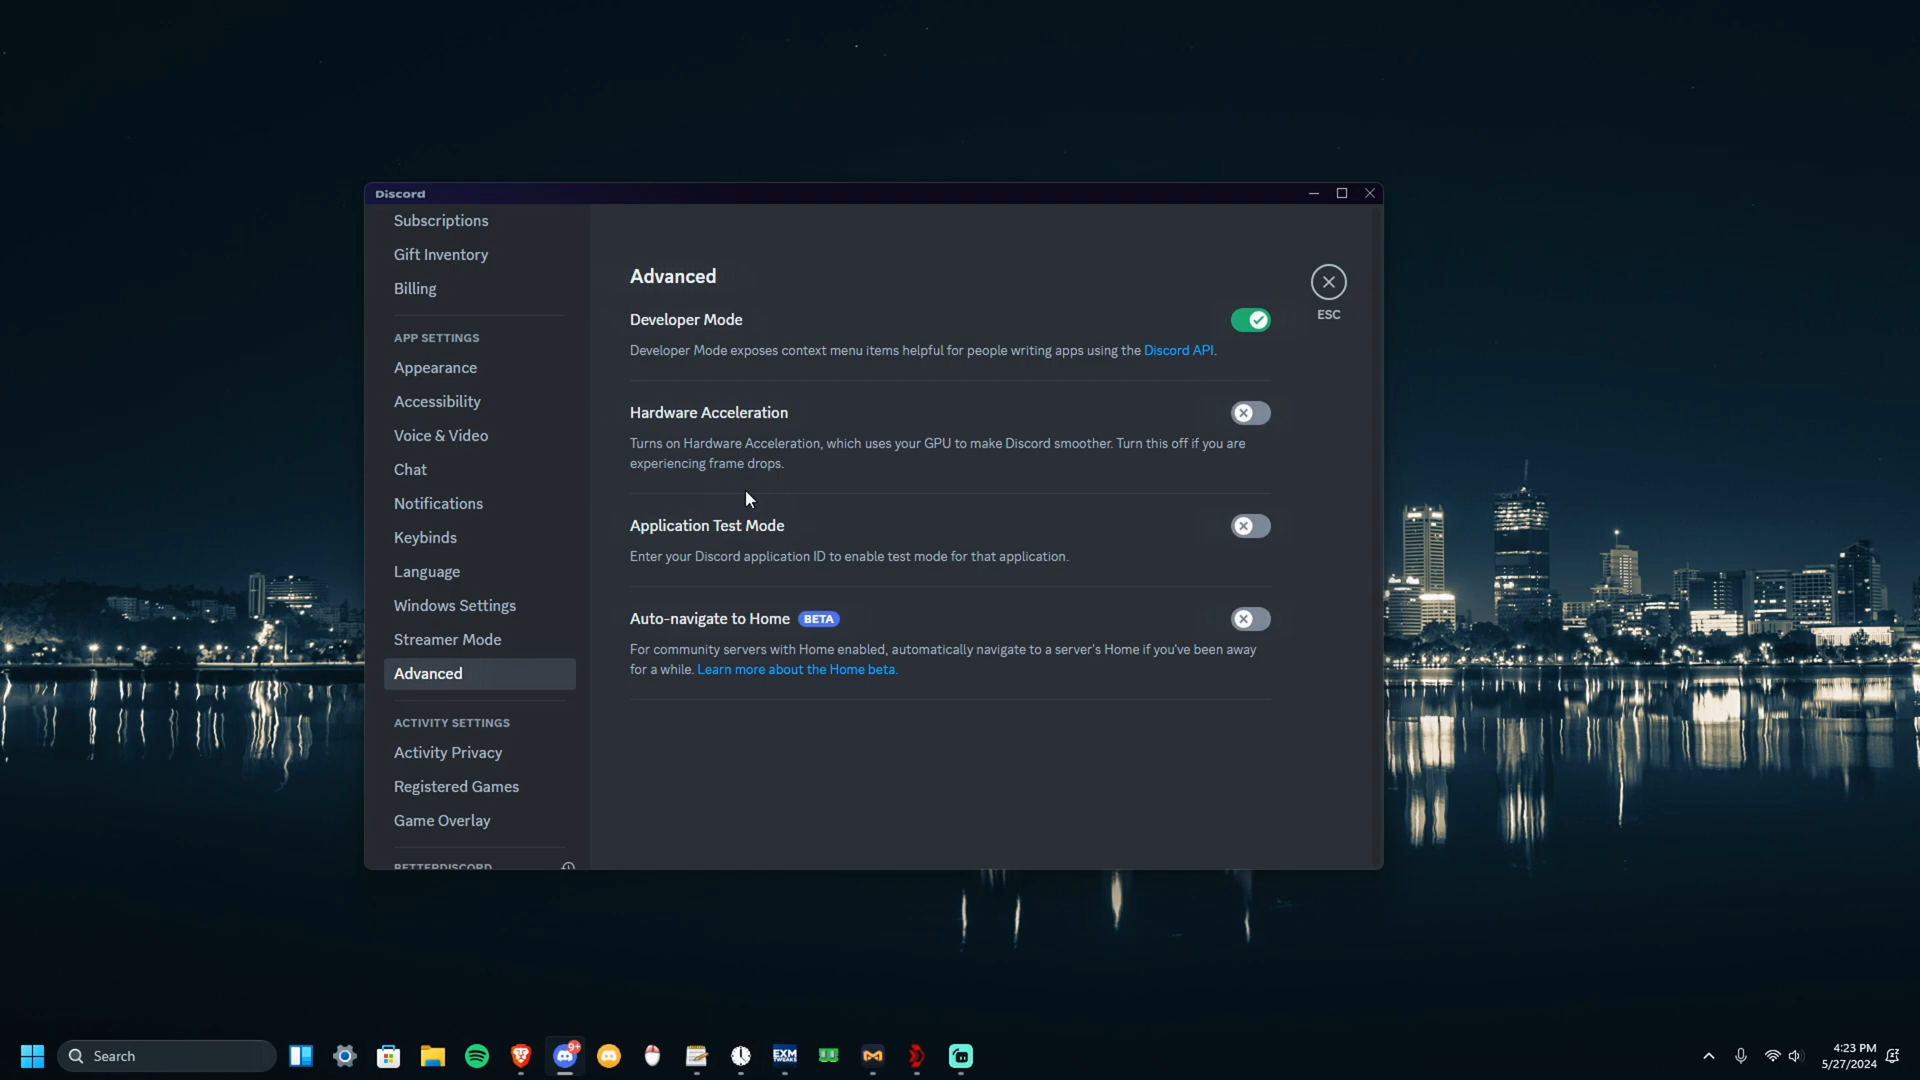 Discord
Subscriptions
Gift Inventory
Billing
APP SETTINGS
Appearance
Accessibility
Voice & Video
Chat
Notifications
Keybinds
Language
Windows Settings
Streamer Mode
Advanced
ACTIVITY SETTINGS
Activity Privacy
Registered Games
Game Overlay
BETTERDISCORD
Advanced
ESC
Developer Mode
Developer Mode exposes context menu items helpful for people writing apps using the Discord API.
Hardware Acceleration
Turns on Hardware Acceleration, which uses your GPU to make Discord smoother. Turn this off if you are
experiencing frame drops.
Application Test Mode
Enter your Discord application ID to enable test mode for that application.
Auto-navigate to Home BETA
For community servers with Home enabled, automatically navigate to a server's Home if you've been away
for a while. Learn more about the Home beta.
Search
9+
EXM
TWEAKS
4:23 PM
5/27/2024